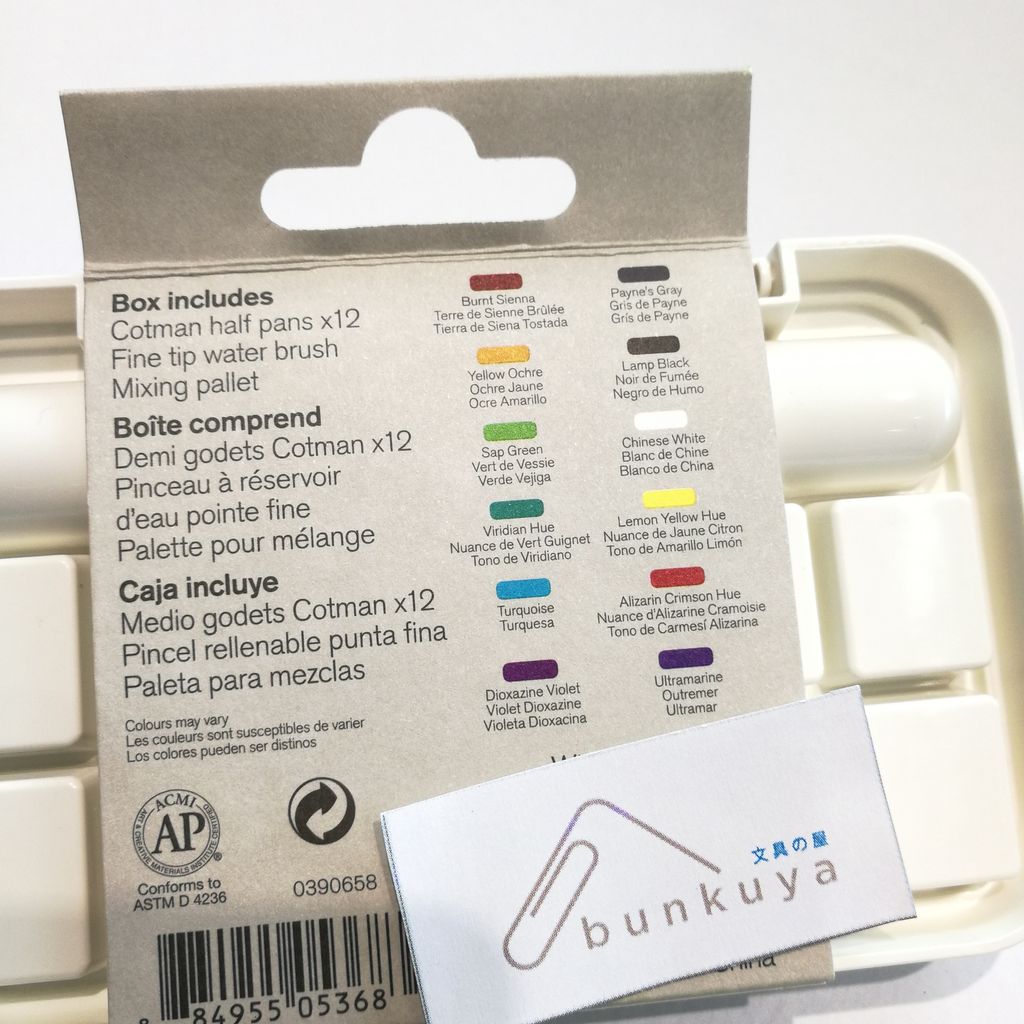 Box includes
Cotman half pans x12
Fine tip water brush
Mixing pallet
Boîte comprend
Demi godets Cotman x12
Pinceau à réservoir
d'eau pointe fine
Palette pour mélange
Caja incluye
Medio godets Cotman x12
Pincel rellenable punta fina
Paleta para mezclas
Colours may vary
Les couleurs sont susceptibles de varier
Los colores pueden ser distinos
Burnt Sienna
Terre de Sienne Brûlée
Tierra de Siena Tostada
Yellow Ochre
Ochre Jaune
Ocre Amarillo
Sap Green
Vert de Vessie
Verde Vejiga
Viridian Hue
Nuance de Vert Guignet
Tono de Viridiano
Turquoise
Turquesa
Dioxazine Violet
Violet Dioxazine
Violeta Dioxacina
Payne's Gray
Gris de Payne
Gris de Payne
Lamp Black
Noir de Fumée
Negro de Humo
Chinese White
Blanc de Chine
Blanco de China
Lemon Yellow Hue
Nuance de Jaune Citron
Tono de Amarillo Limón
Alizarin Crimson Hue
Nuance d'Alizarine Cramoisie
Tono de Carmesí Alizarina
Ultramarine
Outremer
Ultramar
ACMI
AP
ART & CREATIVE MATERIALS INSTITUTE CERTIFIED
®
Conforms to
ASTM D 4236
0390658
84955 05368
文具の屋
bunkuya